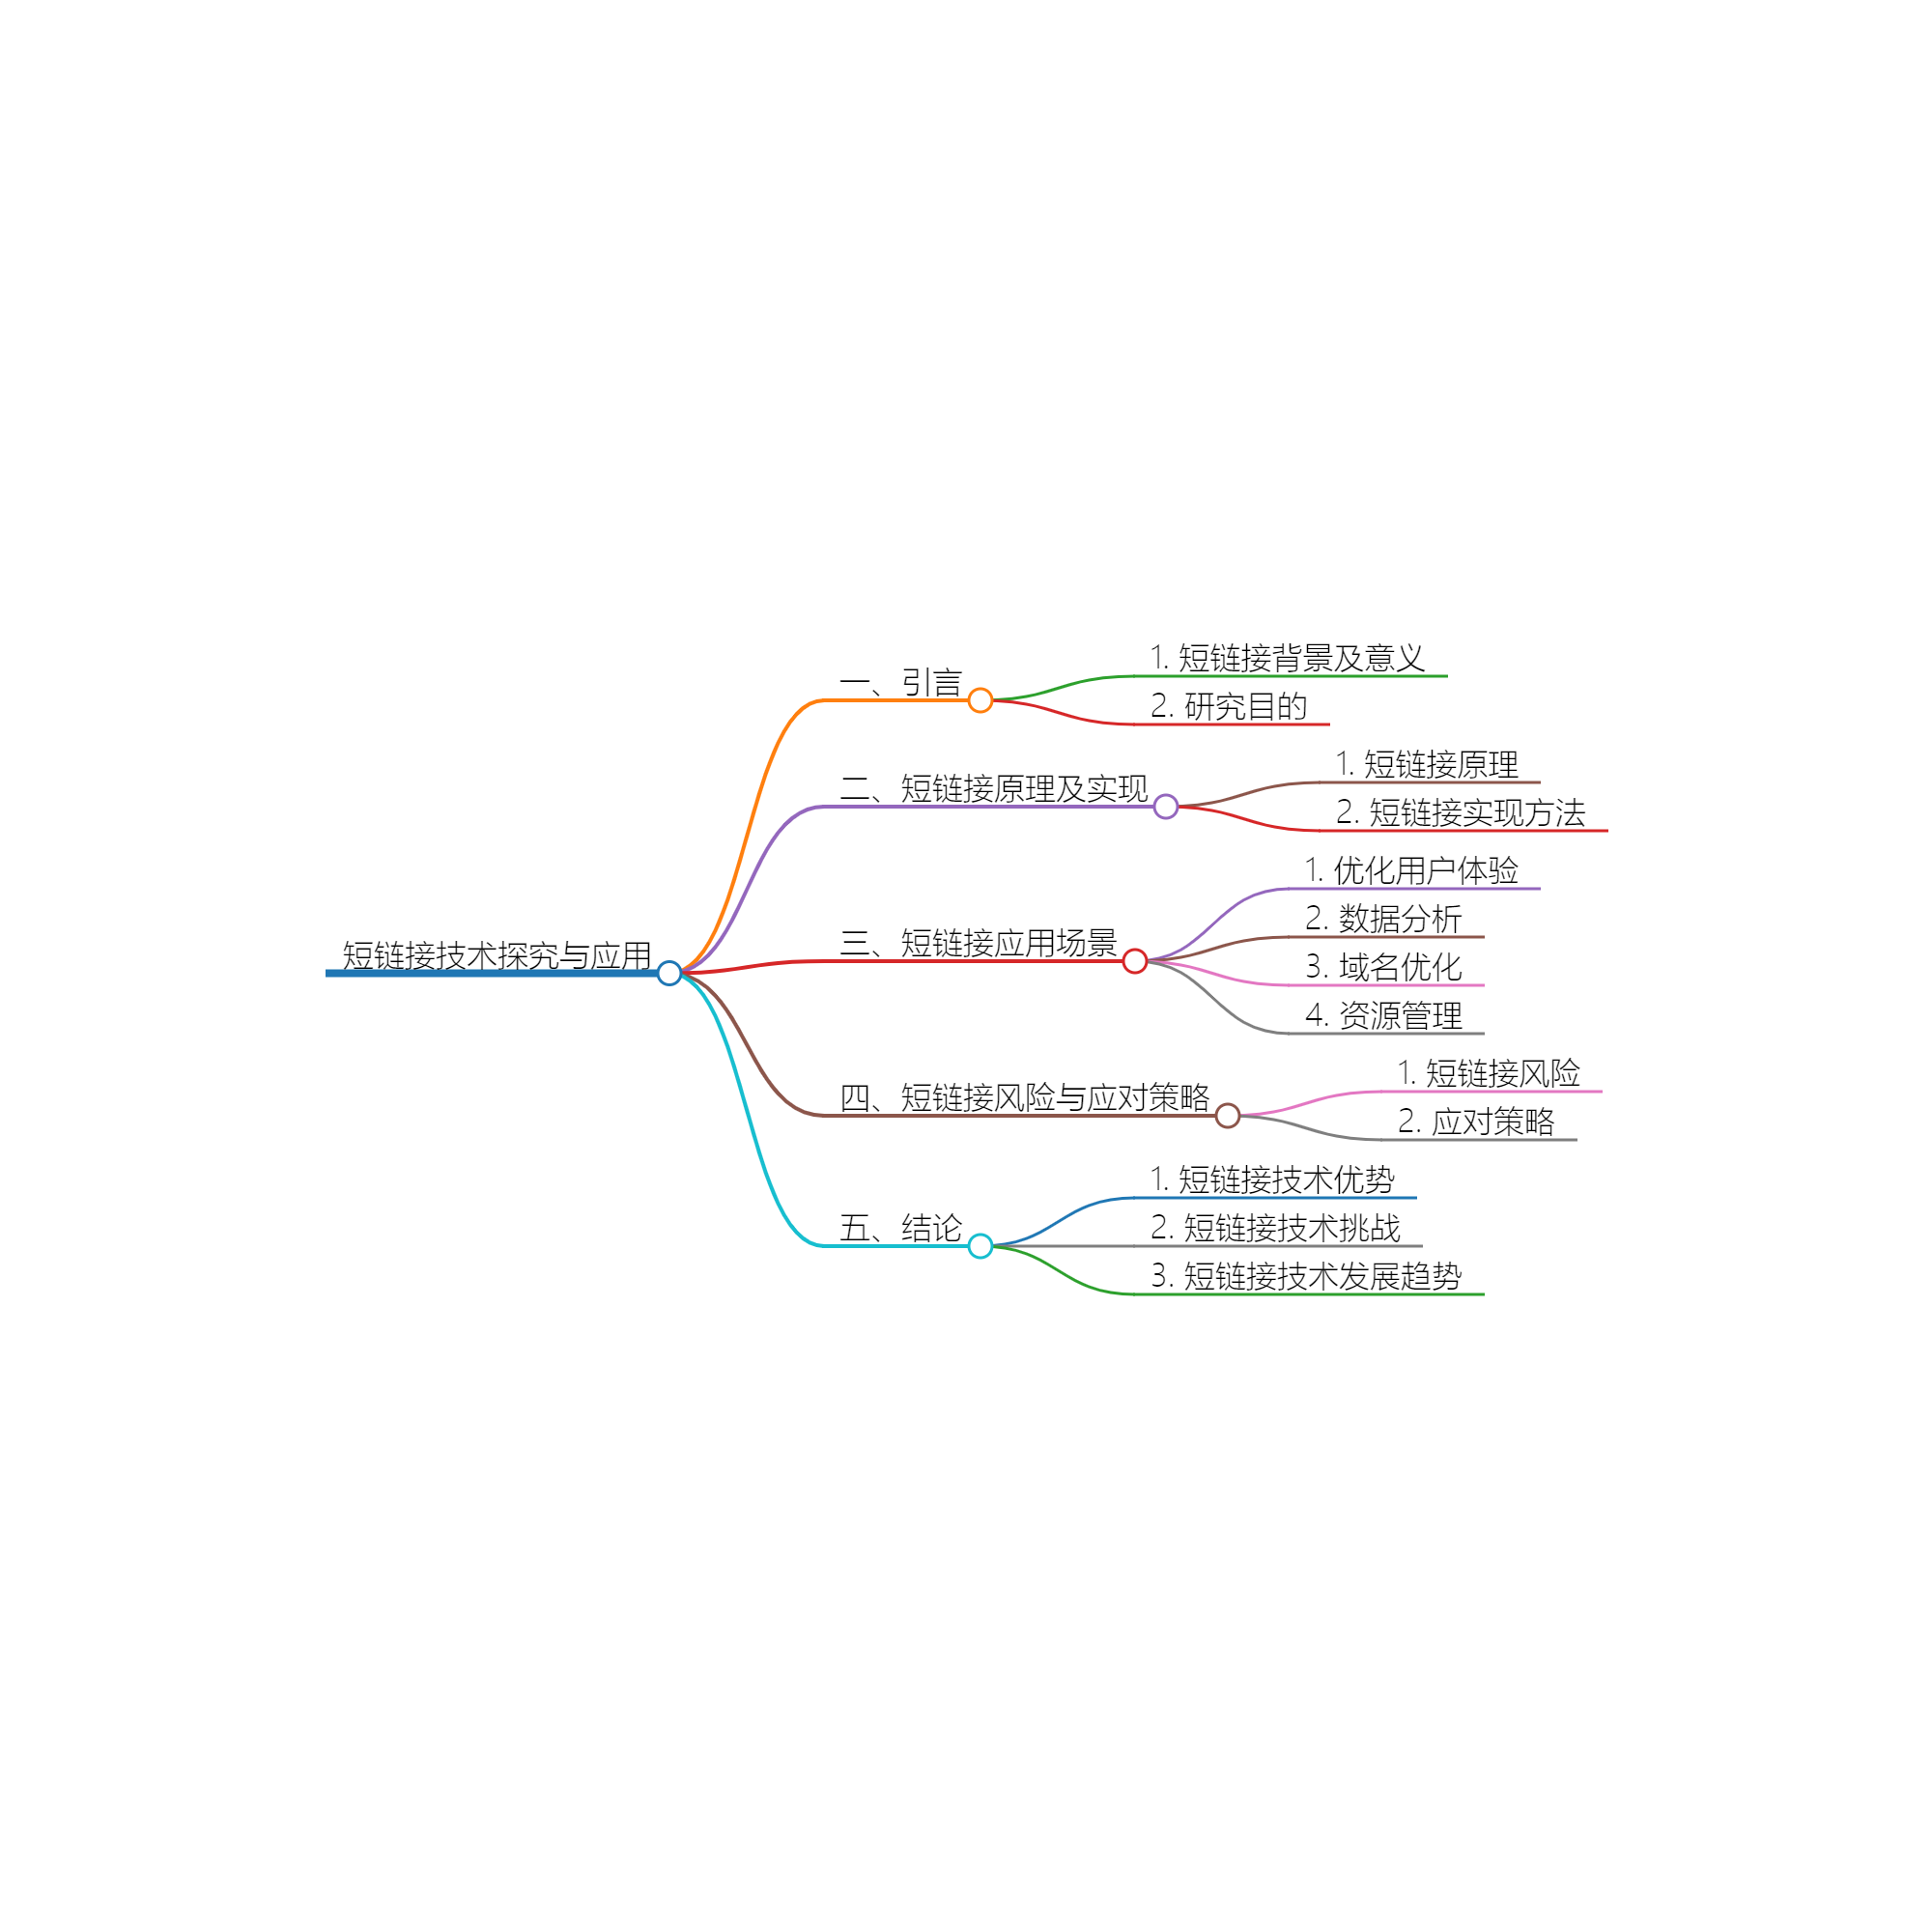 短链接技术探究与应用
一、引言
1. 短链接背景及意义
2. 研究目的
二、短链接原理及实现
1. 短链接原理
2. 短链接实现方法
三、短链接应用场景
1. 优化用户体验
2. 数据分析
3. 域名优化
4. 资源管理
四、短链接风险与应对策略
1. 短链接风险
2. 应对策略
五、结论
1. 短链接技术优势
2. 短链接技术挑战
3. 短链接技术发展趋势